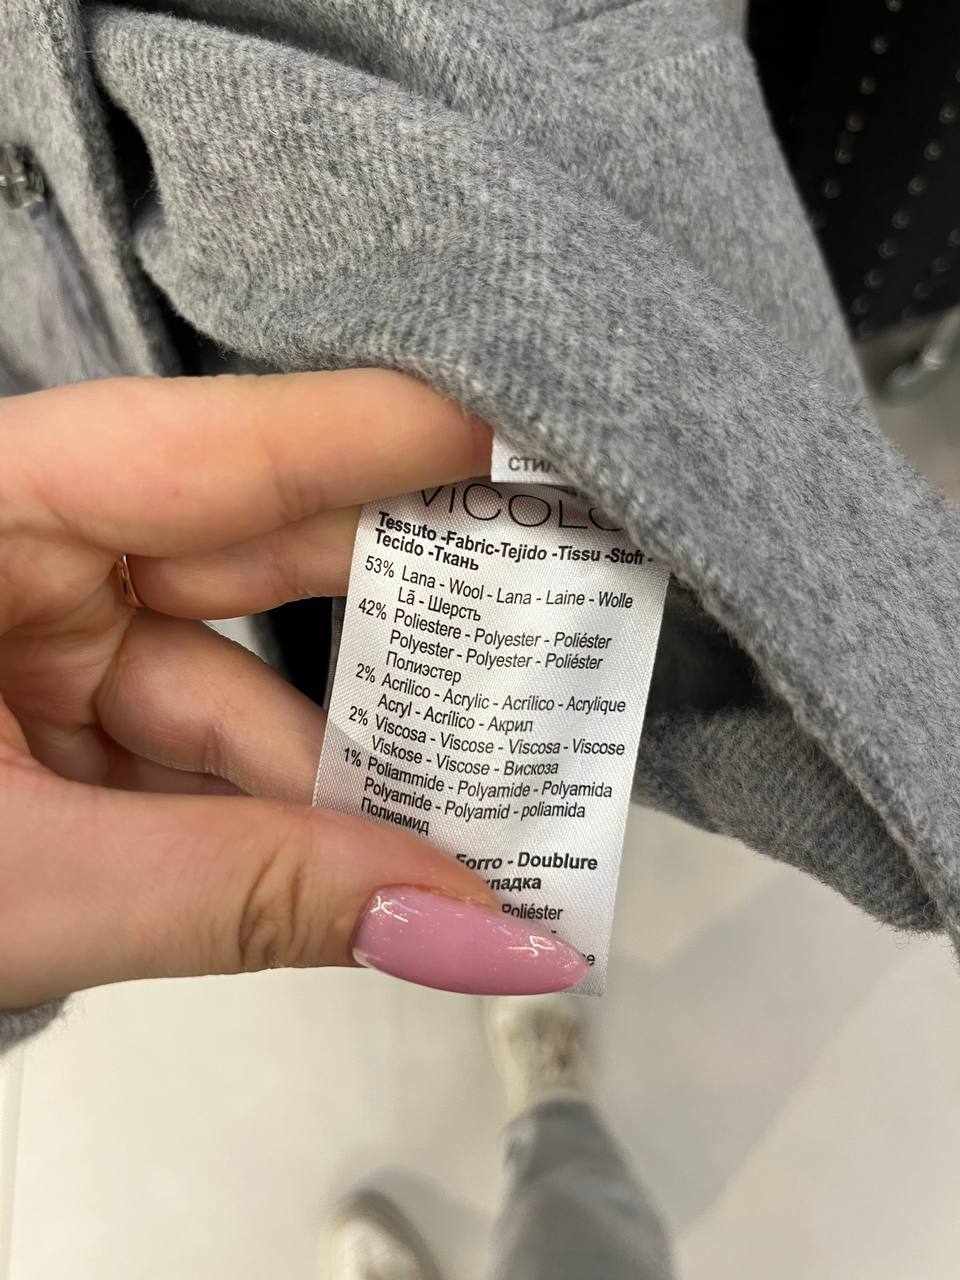 VICOLO
Tessuto -Fabric-Tejido -Tissu -Stoff -
Tecido -Ткань
53% Lana - Wool - Lana - Laine - Wolle
Lã - Шерсть
42% Poliestere - Polyester - Poliéster
Polyester - Polyester - Poliéster
Полиэстер
2% Acrilico - Acrylic - Acrílico - Acrylique
Acryl - Acrílico - Акрил
2% Viscosa - Viscose - Viscosa - Viscose
Viskose - Viscose - Вискоза
1% Poliammide - Polyamide - Polyamida
Polyamide - Polyamid - poliamida
Полиамид
Forro - Doublure
Poliéster